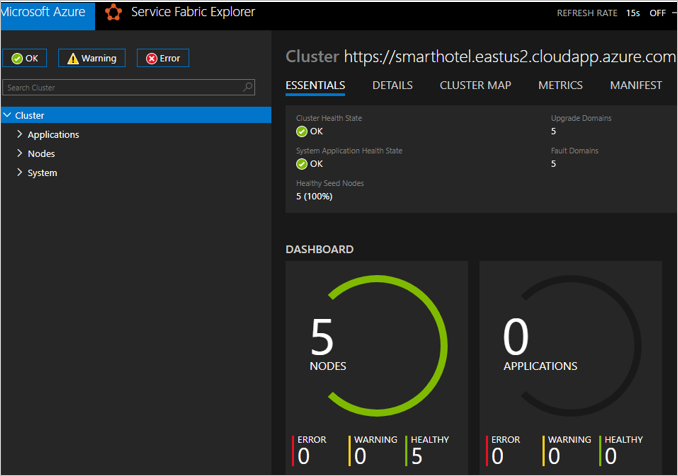 Microsoft Azure Service Fabric Explorer REFRESH RATE 15s OFF
OK Warning Error
Search Cluster
Cluster
Applications
Nodes
System
Cluster https://smarthotel.eastus2.cloudapp.azure.com
ESSENTIALS DETAILS CLUSTER MAP METRICS MANIFEST
Cluster Health State Upgrade Domains
OK 5
System Application Health State Fault Domains
OK 5
Healthy Seed Nodes
5 (100%)
DASHBOARD
5 0
NODES APPLICATIONS
ERROR WARNING HEALTHY ERROR WARNING HEALTHY
0 0 5 0 0 0